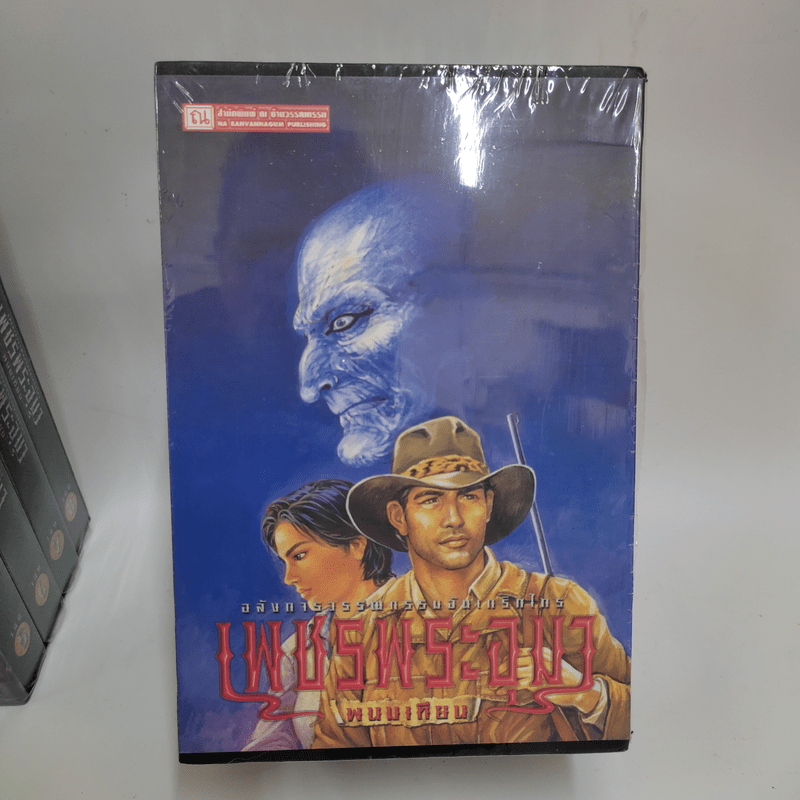 ณ
สำนักพิมพ์ ณ บ้านวรรณกรรม
NA BANVANNAGUM PUBLISHING
อลังการวรรณกรรมอันเกริกไกร
เพชรพระอุมา
พนมเทียน